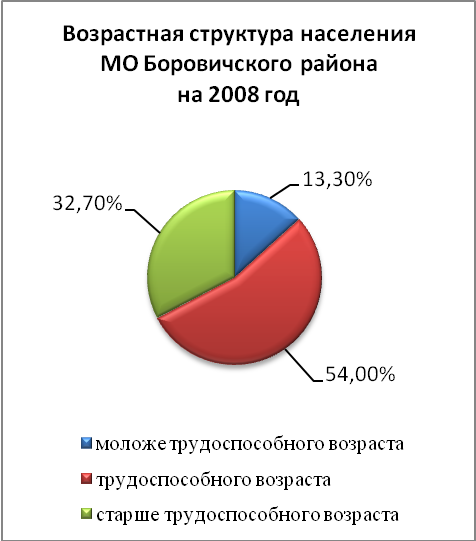 Возрастная структура населения
МО Боровичского района
на 2008 год
13,30%
32,70%
54,00%
моложе трудоспособного возраста
трудоспособного возраста
старше трудоспособного возраста